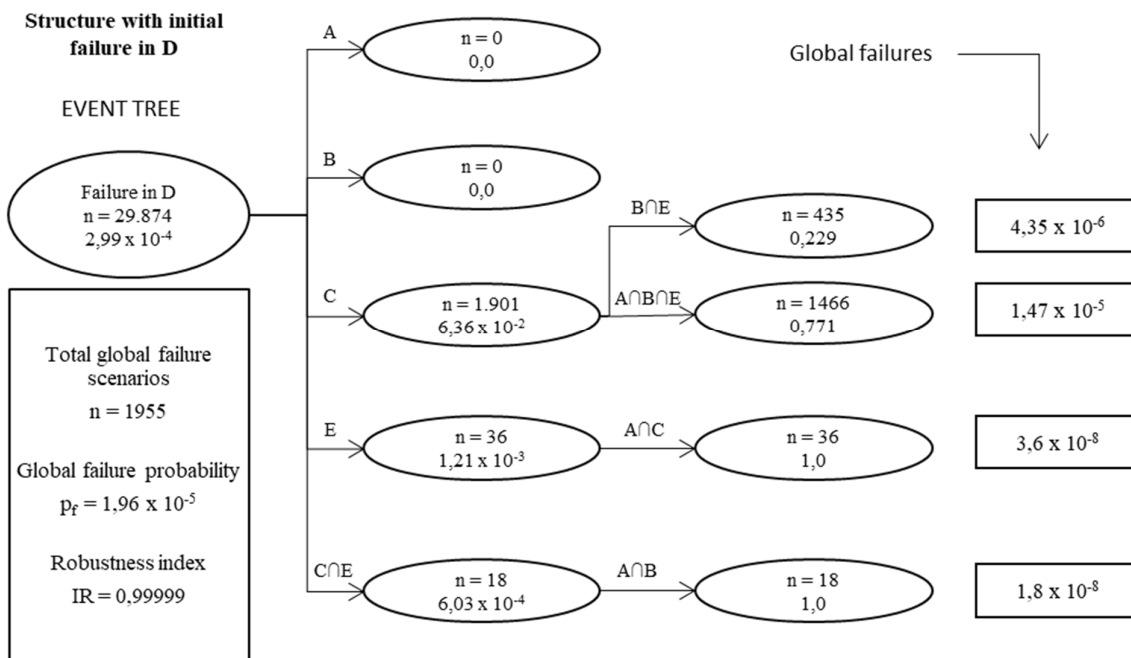 Structure with initial
failure in D
EVENT TREE
Failure in D
n = 29.874
2,99 x 10⁻⁴
Total global failure
scenarios
n = 1955
Global failure probability
pf = 1,96 x 10⁻⁵
Robustness index
IR = 0,99999
A
n = 0
0,0
B
n = 0
0,0
C
n = 1.901
6,36 x 10⁻²
B∩E
n = 435
0,229
A∩B∩E
n = 1466
0,771
E
n = 36
1,21 x 10⁻³
A∩C
n = 36
1,0
C∩E
n = 18
6,03 x 10⁻⁴
A∩B
n = 18
1,0
Global failures
4,35 x 10⁻⁶
1,47 x 10⁻⁵
3,6 x 10⁻⁸
1,8 x 10⁻⁸